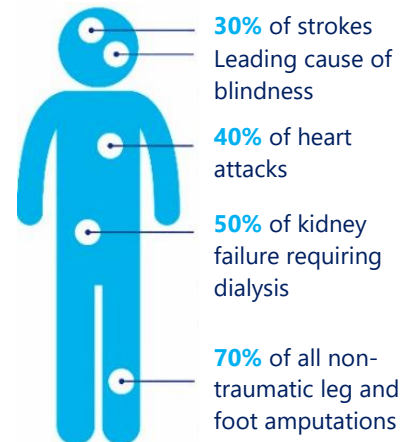 30% of strokes
Leading cause of
blindness
40% of heart
attacks
50% of kidney
failure requiring
dialysis
70% of all non-
traumatic leg and
foot amputations